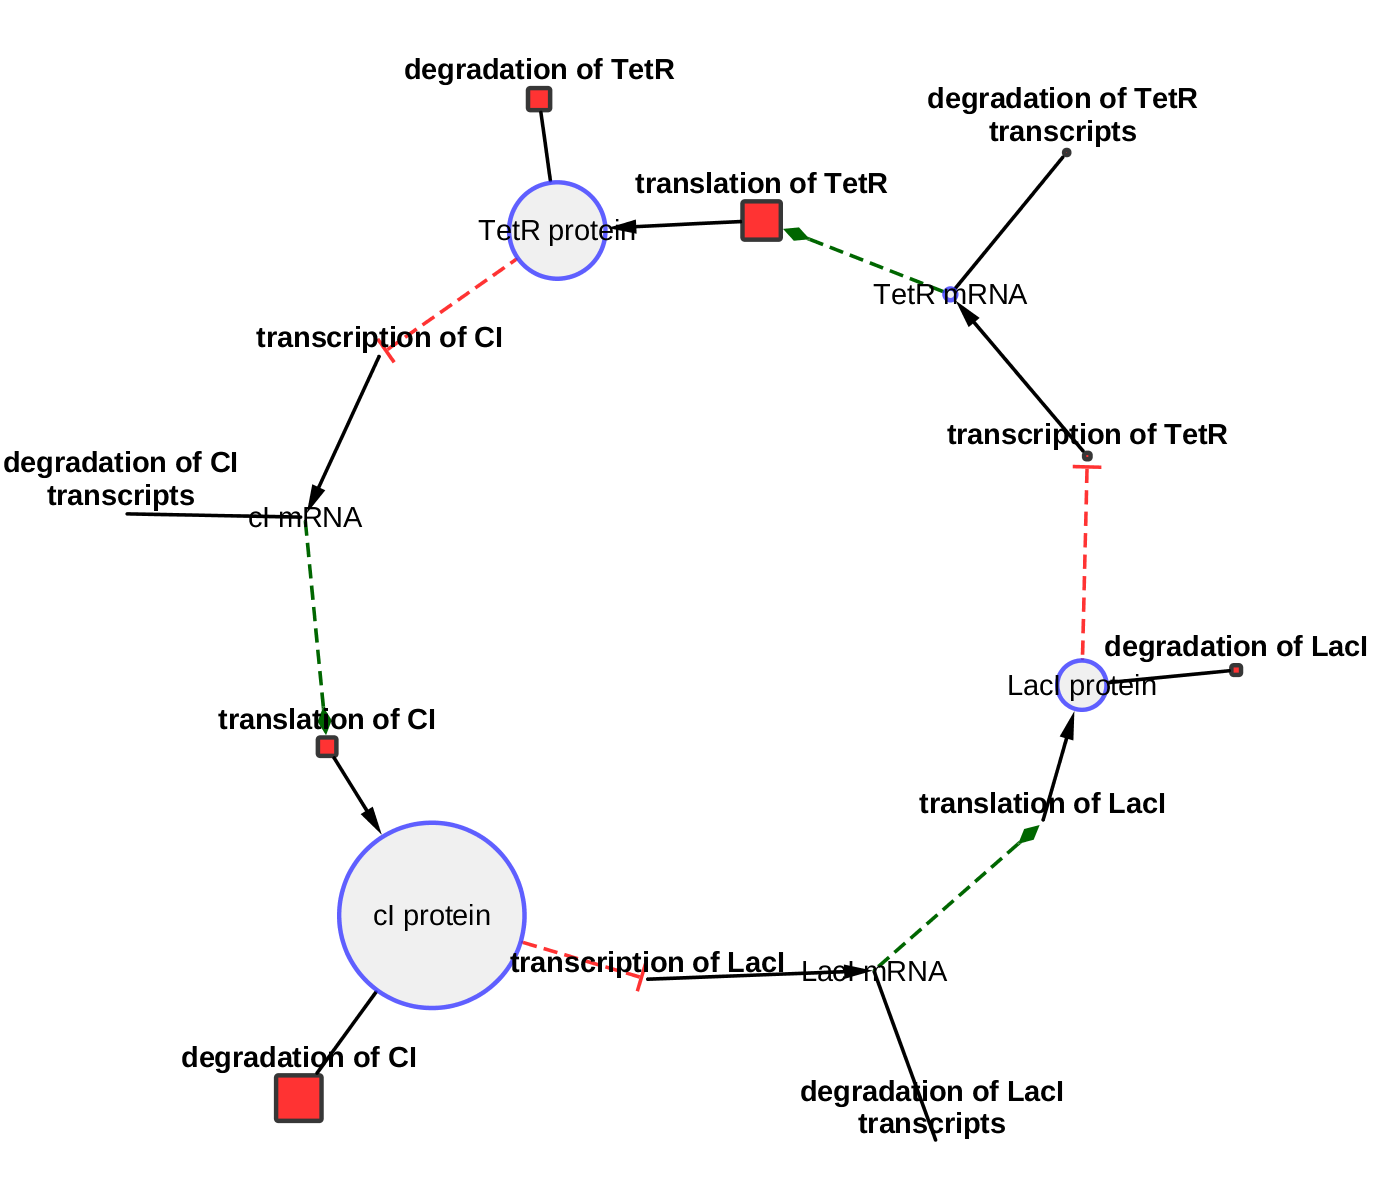 degradation of TetR
degradation of TetR
transcripts
translation of TetR
TetR protein
TetR mRNA
transcription of CI
transcription of TetR
degradation of CI
transcripts
cI mRNA
degradation of LacI
LacI protein
translation of CI
translation of LacI
cI protein
transcription of LacI
LacI mRNA
degradation of CI
degradation of LacI
transcripts